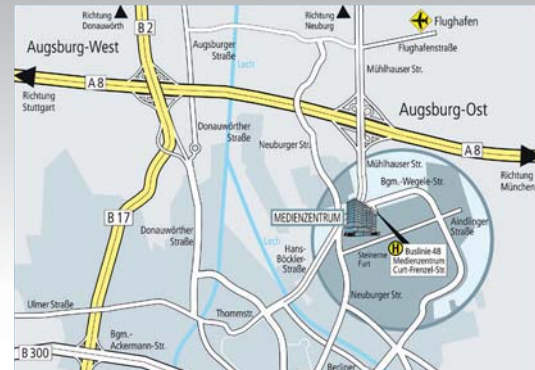 Richtung
Donauwörth
B 2
Richtung
Neuburg
Flughafen
Augsburg-West
Augsburger
Straße
Lech
Flughafenstraße
Mühlhauser Str.
A 8
Richtung
Stuttgart
Augsburg-Ost
Donauwörther
Straße
Neuburger Str.
A 8
Mühlhauser Str.
Richtung
München
Bgm.-Wegele-Str.
B 17
MEDIENZENTRUM
Aindlinger
Straße
Donauwörther
Straße
Lech
Hans-
Böckler-
Straße
Steinerne
Furt
H
Buslinie 48
Medienzentrum
Curt-Frenzel-Str.
Neuburger Str.
Ulmer Straße
Thommstr.
Bgm.-
Ackermann-Str.
B 300
Berliner